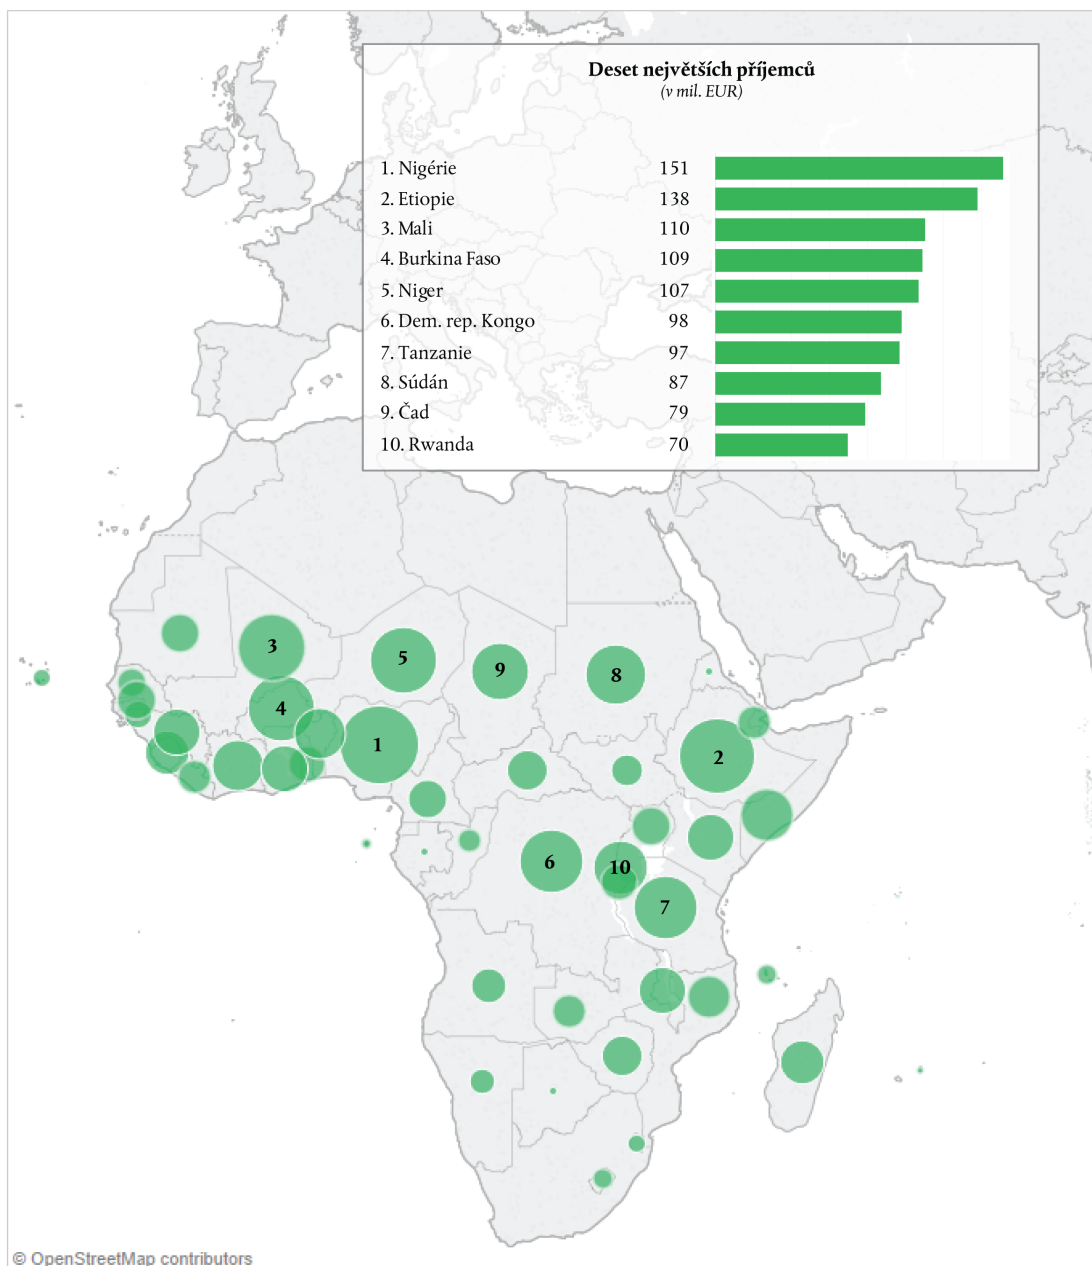 Deset největších příjemců
(v mil. EUR)
1. Nigérie 151
2. Etiopie 138
3. Mali 110
4. Burkina Faso 109
5. Niger 107
6. Dem. rep. Kongo 98
7. Tanzanie 97
8. Súdán 87
9. Čad 79
10. Rwanda 70
3
5
9
8
4
1
2
6
10
7
© OpenStreetMap contributors